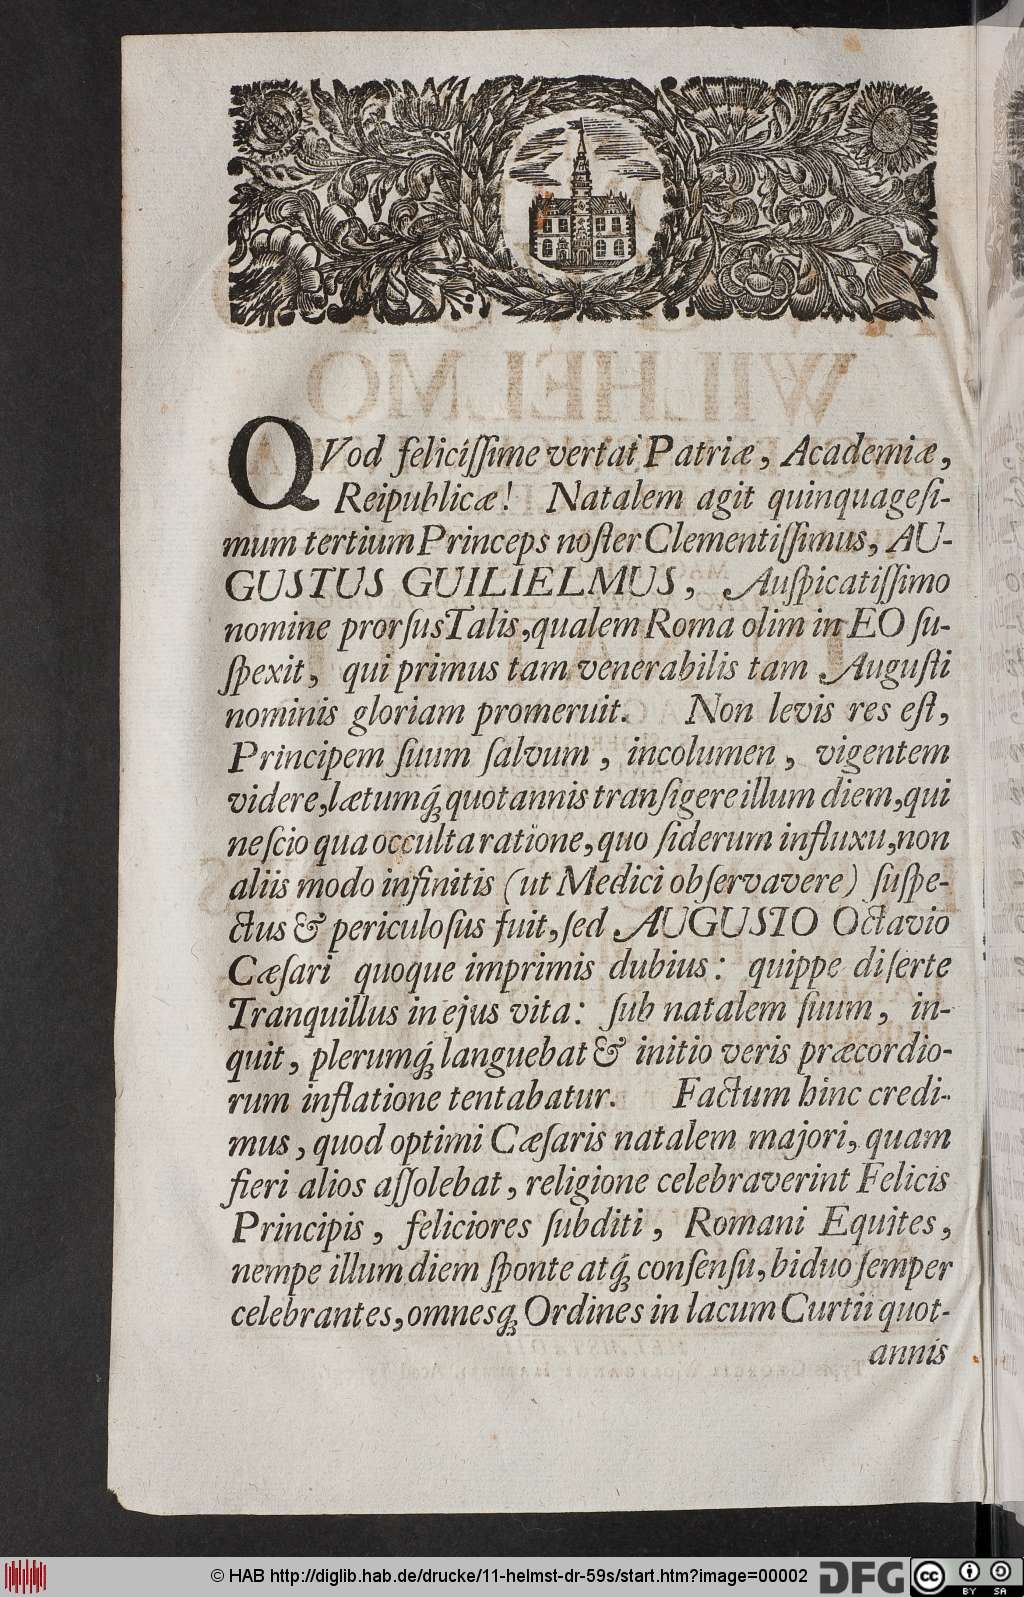 QVod feliciſſime vertat Patriæ, Academiæ,
Reipublicæ! Natalem agit quinquageſi-
mum tertium Princeps noſter Clementiſſimus, AU-
GUSTUS GUILIELMUS, Auſpicatiſſimo
nomine prorſus Talis, qualem Roma olim in EO ſu-
ſpexit, qui primus tam venerabilis tam Auguſti
nominis gloriam promeruit. Non levis res eſt,
Principem ſuum ſalvum, incolumen, vigentem
videre, lætumq́; quotannis tranſigere illum diem, qui
neſcio qua occulta ratione, quo ſiderum influxu, non
aliis modo infinitis (ut Medici obſervavere) ſuſpe-
ctus & periculoſus fuit, ſed AUGUSTO Octavio
Cæſari quoque imprimis dubius: quippe diſerte
Tranquillus in ejus vita: ſub natalem ſuum, in-
quit, plerumq́; languebat & initio veris præcordio-
rum inflatione tentabatur. Factum hinc credi-
mus, quod optimi Cæſaris natalem majori, quam
fieri alios aſſolebat, religione celebraverint Felicis
Principis, feliciores ſubditi, Romani Equites,
nempe illum diem ſponte atq́; conſenſu, biduo ſemper
celebrantes, omnesq́; Ordines in lacum Curtii quot-
annis
© HAB http://diglib.hab.de/drucke/11-helmst-dr-59s/start.htm?image=00002 DFG cc BY SA